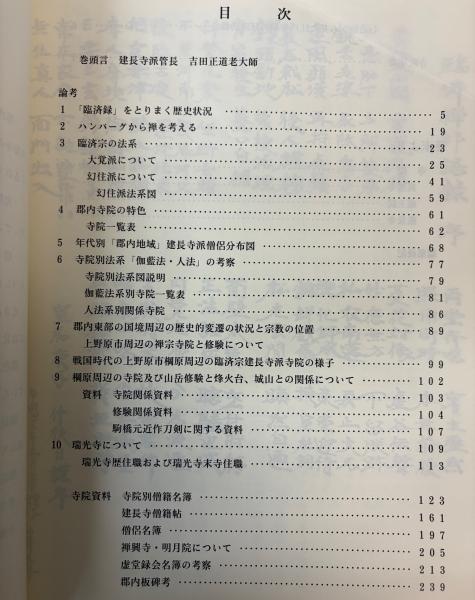 目 次
巻頭言 建長寺派管長 吉田正道老大師
論考
1 「臨済録」をとりまく歴史状況 ………… 5
2 ハンバーグから禅を考える ………… 19
3 臨済宗の法系 ………… 23
大覚派について ………… 25
幻住派について ………… 41
幻住派法系図 ………… 59
4 郡内寺院の特色 ………… 61
寺院一覧表 ………… 62
5 年代別「郡内地域」建長寺派僧侶分布図 ………… 68
6 寺院別法系「伽藍法・人法」の考察 ………… 77
寺院別法系図説明 ………… 79
伽藍法系別寺院一覧表 ………… 81
人法系別関係寺院 ………… 86
7 郡内東部の国境周辺の歴史的変遷の状況と宗教の位置 ………… 89
上野原市周辺の禅宗寺院と修験について
8 戦国時代の上野原市棡原周辺の臨済宗建長寺派寺院の様子 ………… 99
9 棡原周辺の寺院及び山岳修験と烽火台、城山との関係について ………… 102
資料 寺院関係資料 ………… 103
修験関係資料 ………… 104
駒橋元近作刀剣に関する資料 ………… 107
10 瑞光寺について ………… 109
瑞光寺歴住職および瑞光寺末寺住職 ………… 113
寺院資料 寺院別僧籍名簿 ………… 123
建長寺僧籍帖 ………… 161
僧侶名簿 ………… 197
禅興寺・明月院について ………… 205
虚堂録会名簿の考察 ………… 213
郡内板碑考 ………… 239